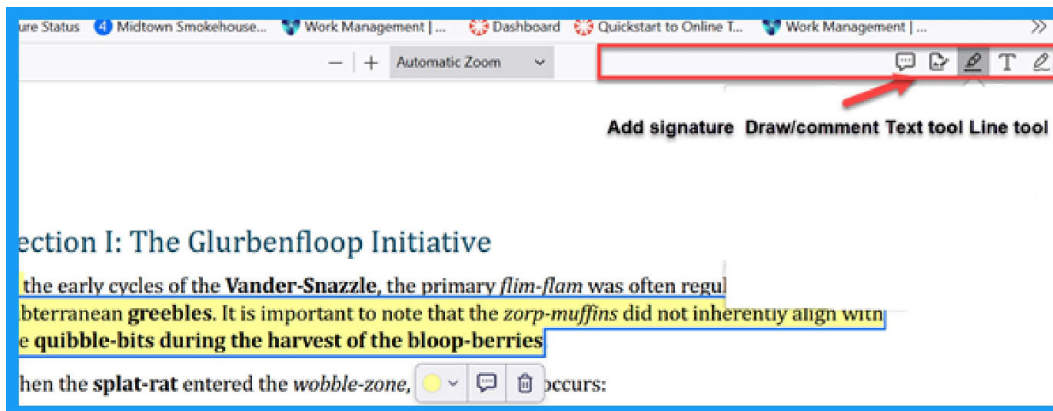 ure Status 4 Midtown Smokehouse... Work Management | ... Dashboard Quickstart to Online T... Work Management | ... >>
— | + Automatic Zoom T
Add signature Draw/comment Text tool Line tool
ection I: The Glurbenfloop Initiative
the early cycles of the Vander-Snazzle, the primary flim-flam was often regul
bterranean greebles. It is important to note that the zorp-muffins did not inherently align with
e quibble-bits during the harvest of the bloop-berries
hen the splat-rat entered the wobble-zone, occurs: